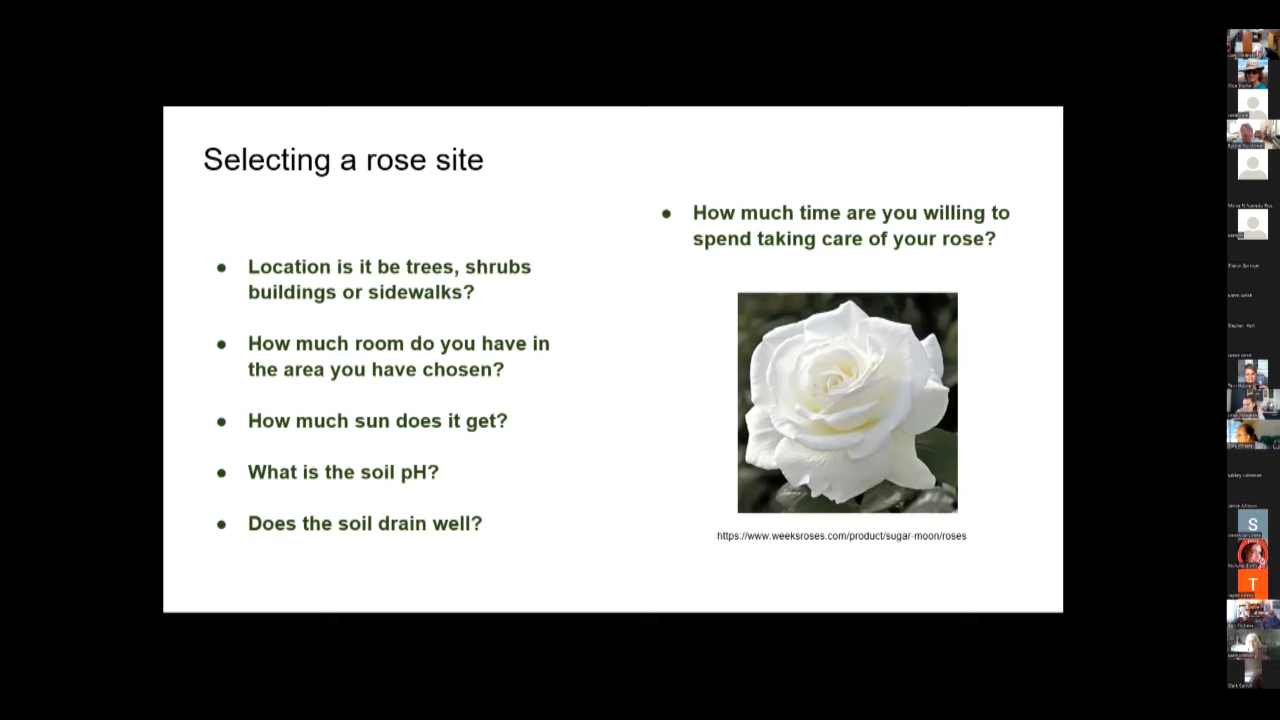 Selecting a rose site
● Location is it be trees, shrubs
buildings or sidewalks?
● How much room do you have in
the area you have chosen?
● How much sun does it get?
● What is the soil pH?
● Does the soil drain well?
● How much time are you willing to
spend taking care of your rose?
https://www.weeksroses.com/product/sugar-moon/roses
S
T